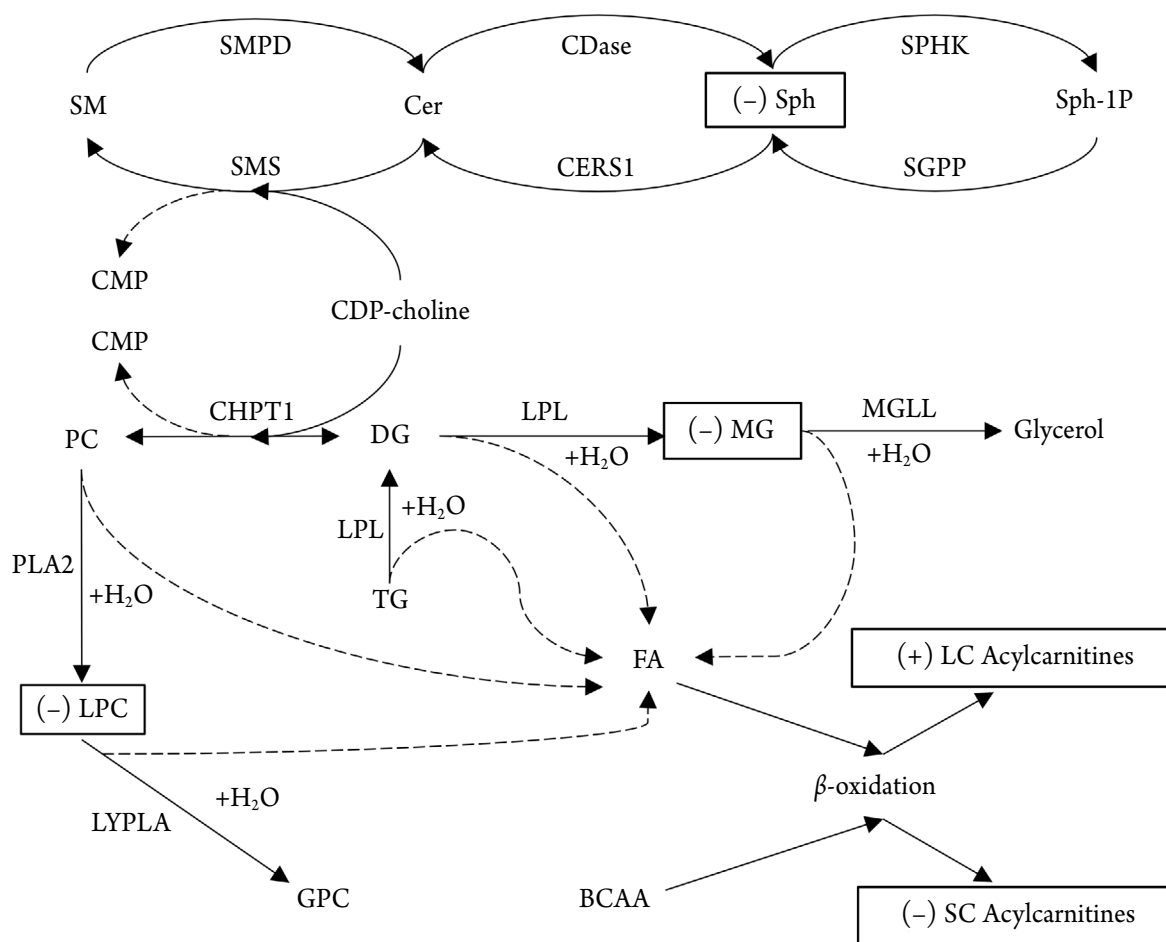 SMPD
CDase
SPHK
SM
Cer
(−) Sph
Sph-1P
SMS
CERS1
SGPP
CMP
CDP-choline
CMP
CHPT1
LPL
MGLL
PC
DG
(−) MG
Glycerol
+H₂O
+H₂O
+H₂O
LPL
PLA2
+H₂O
TG
FA
(+) LC Acylcarnitines
(−) LPC
β-oxidation
+H₂O
LYPLA
GPC
BCAA
(−) SC Acylcarnitines